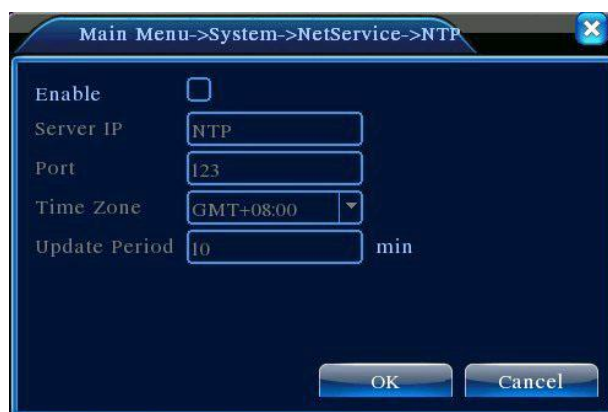 Main Menu->System->NetService->NTP
Enable
Server IP NTP
Port 123
Time Zone GMT+08:00
Update Period 10 min
OK Cancel